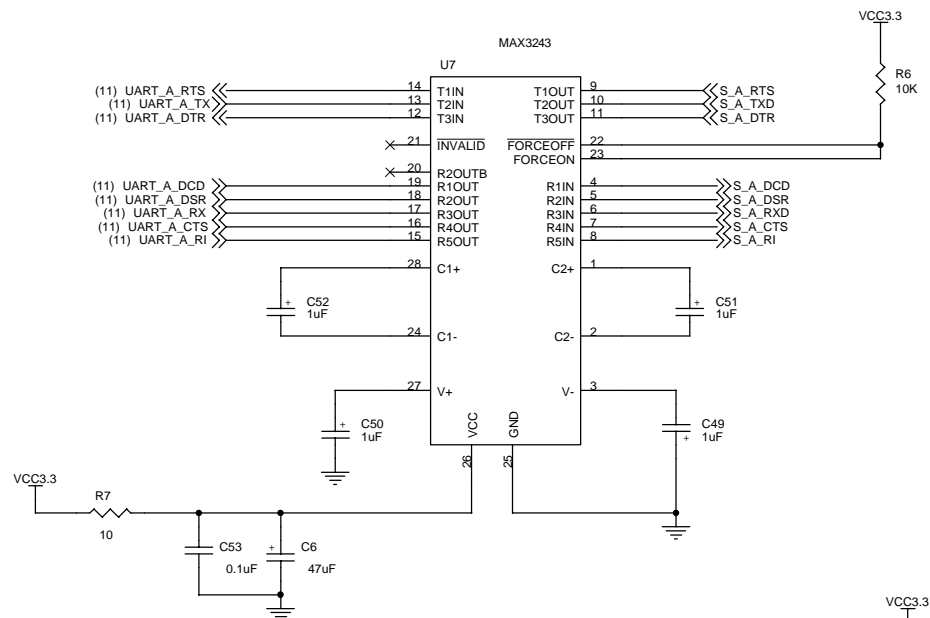 VCC3.3
MAX3243
U7
R6
10K
(11) UART_A_RTS 14 T1IN T1OUT 9 S_A_RTS
(11) UART_A_TX 13 T2IN T2OUT 10 S_A_TXD
(11) UART_A_DTR 12 T3IN T3OUT 11 S_A_DTR
21 INVALID FORCEOFF 22
FORCEON 23
20 R2OUTB
(11) UART_A_DCD 19 R1OUT R1IN 4 S_A_DCD
(11) UART_A_DSR 18 R2OUT R2IN 5 S_A_DSR
(11) UART_A_RX 17 R3OUT R3IN 6 S_A_RXD
(11) UART_A_CTS 16 R4OUT R4IN 7 S_A_CTS
(11) UART_A_RI 15 R5OUT R5IN 8 S_A_RI
28 C1+ C2+ 1
+ C52 + C51
1uF 1uF
24 C1- C2- 2
27 V+ V- 3
VCC GND
+ C50 C49
1uF + 1uF
26 25
VCC3.3
R7
10
C53 + C6
0.1uF 47uF
VCC3.3